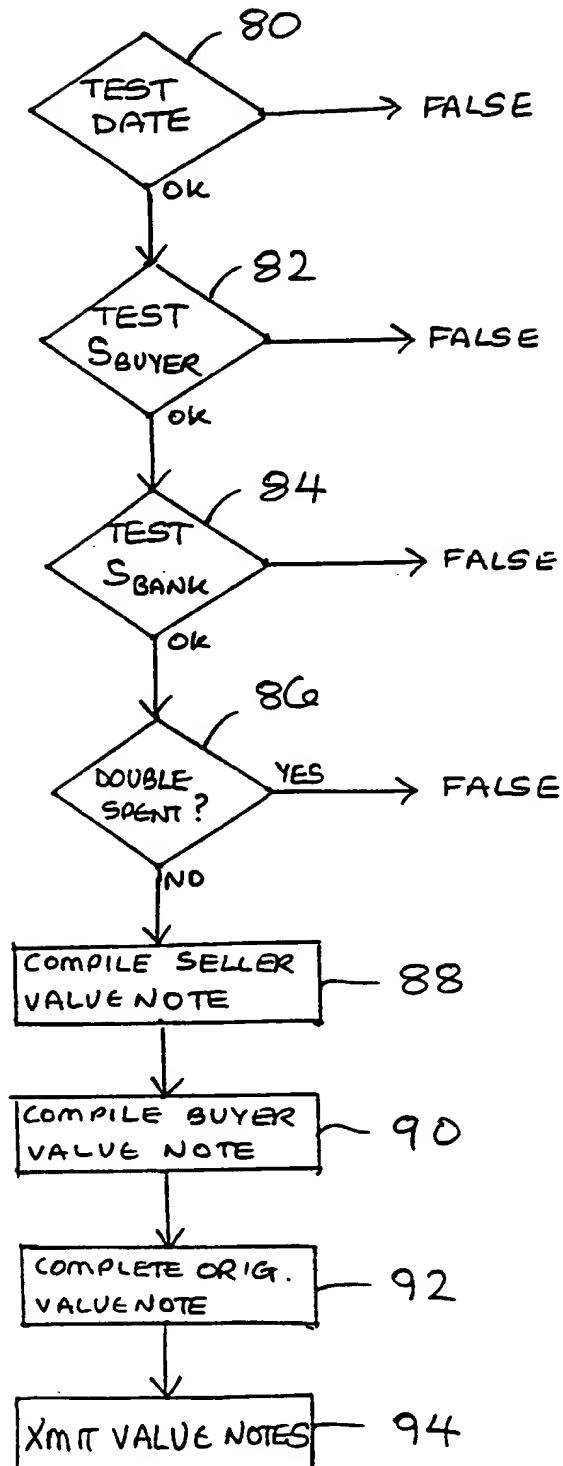 80
TEST
DATE
FALSE
OK
82
TEST
SBUYER
FALSE
OK
84
TEST
SBANK
FALSE
OK
86
DOUBLE
SPENT?
YES
FALSE
NO
COMPILE SELLER
VALUE NOTE
88
COMPILE BUYER
VALUE NOTE
90
COMPLETE ORIG.
VALUE NOTE
92
XMIT VALUE NOTES
94